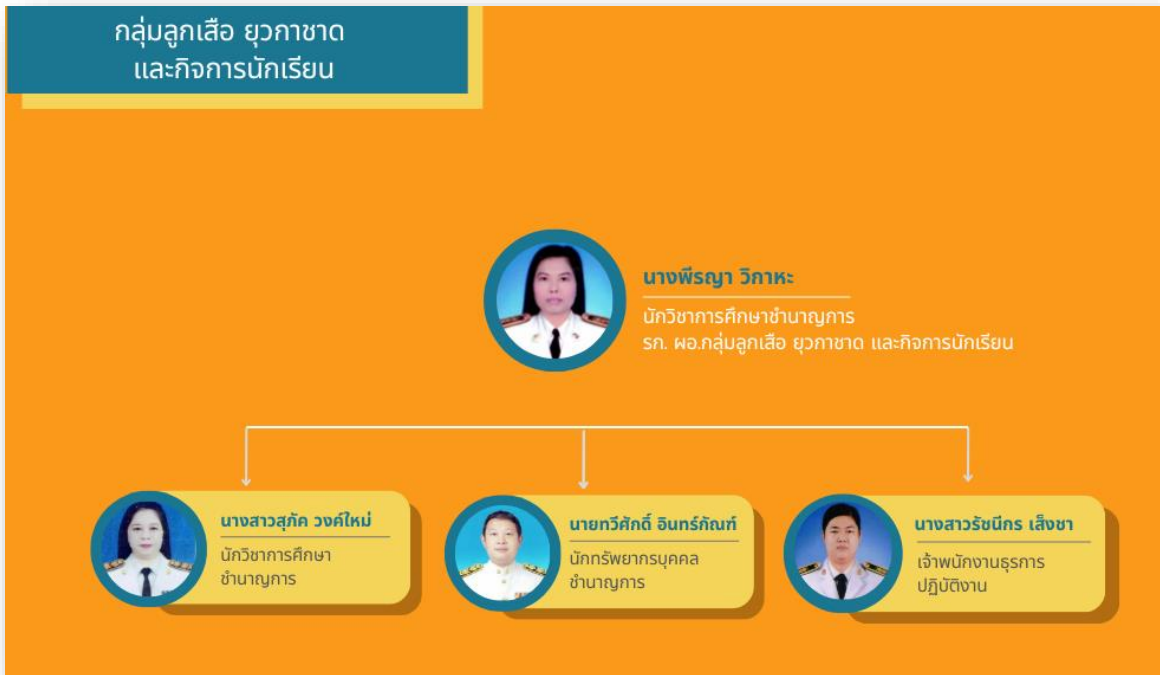 กลุ่มลูกเสือ ยุวกาชาด
และกิจการนักเรียน
นางพีรญา วิกาหะ
นักวิชาการศึกษาชำนาญการ
รก. ผอ.กลุ่มลูกเสือ ยุวกาชาด และกิจการนักเรียน
นางสาวสุภัค วงค์ใหม่
นักวิชาการศึกษา
ชำนาญการ
นายทวีศักดิ์ อินทร์ภัณฑ์
นักทรัพยากรบุคคล
ชำนาญการ
นางสาวรัชนีกร เส็งชา
เจ้าพนักงานธุรการ
ปฏิบัติงาน